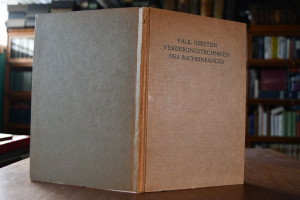 PAUL KERSTEN
VERZIERUNGSTECHNIKEN
DES BUCHEINBANDES